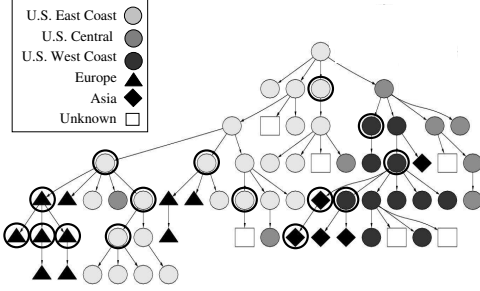 U.S. East Coast
U.S. Central
U.S. West Coast
Europe
Asia
Unknown